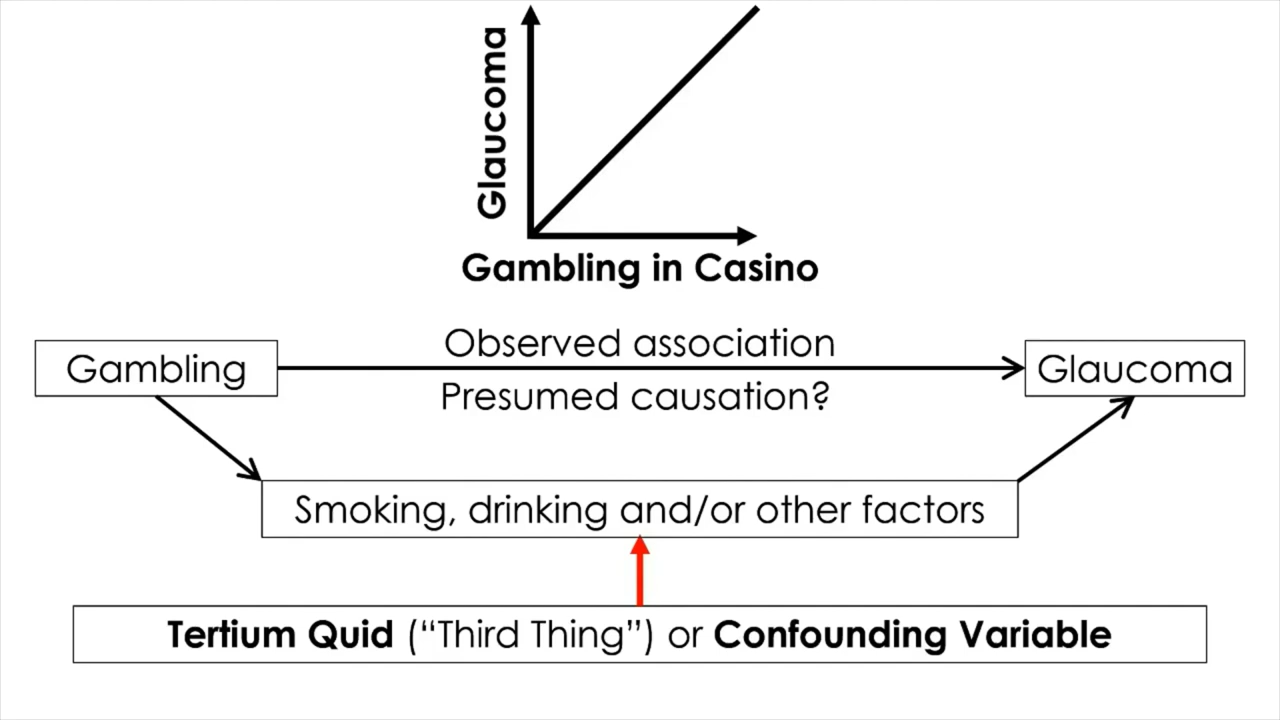 Glaucoma
Gambling in Casino
Observed association
Gambling
Glaucoma
Presumed causation?
Smoking, drinking and/or other factors
Tertium Quid (“Third Thing”) or Confounding Variable